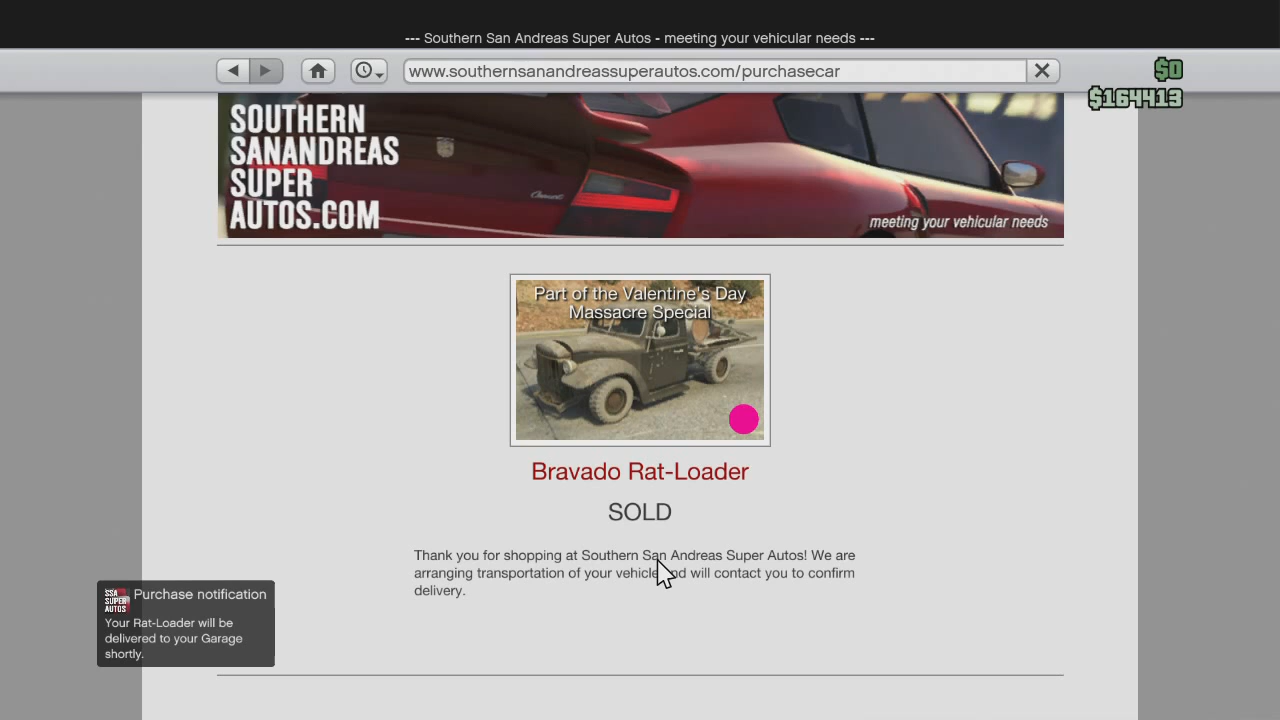 --- Southern San Andreas Super Autos - meeting your vehicular needs ---
www.southernsanandreassuperautos.com/purchasecar
$0
$164413
SOUTHERN
SANANDREAS
SUPER
AUTOS.COM
meeting your vehicular needs
Part of the Valentine's Day
Massacre Special
Bravado Rat-Loader
SOLD
Thank you for shopping at Southern San Andreas Super Autos! We are
arranging transportation of your vehicle and will contact you to confirm
delivery.
SSA
SUPER
AUTOS
Purchase notification
Your Rat-Loader will be
delivered to your Garage
shortly.